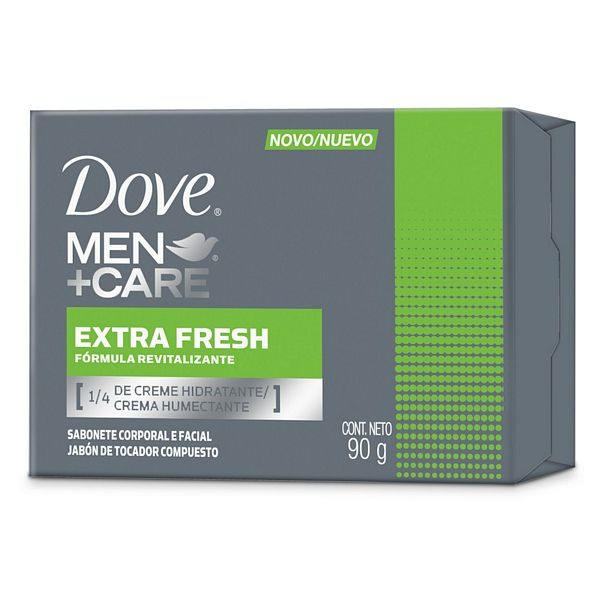 NOVO/NUEVO
Dove®
MEN
+CARE®
EXTRA FRESH
FÓRMULA REVITALIZANTE
[1/4 DE CREME HIDRATANTE/
CREMA HUMECTANTE]
SABONETE CORPORAL E FACIAL
JABÓN DE TOCADOR COMPUESTO
CONT. NETO
90 g